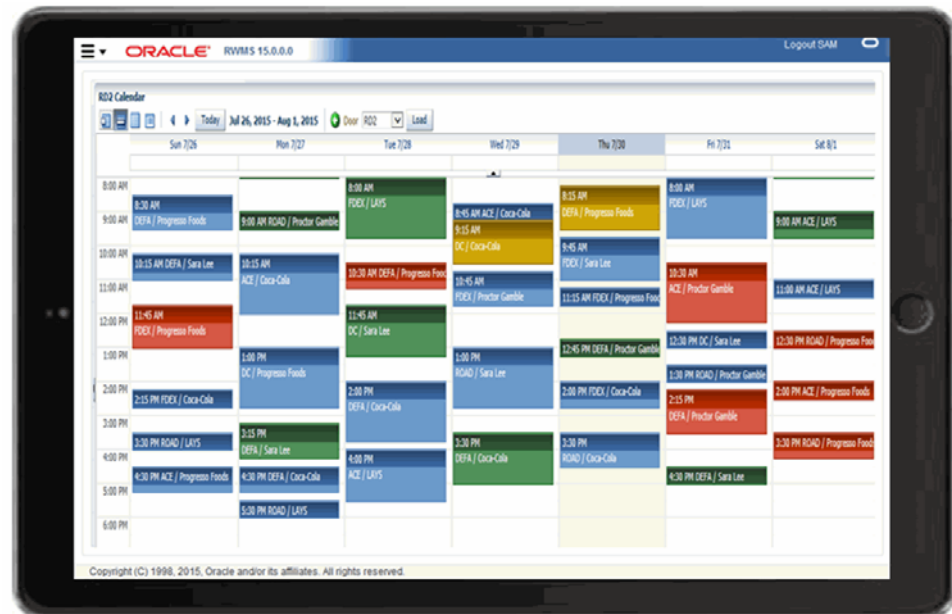 ORACLE RWMS 15.0.0.0
Logout SAM
RD2 Calendar
Today Jul 26, 2015 - Aug 1, 2015 Door RD2 Load
Sun 7/26 Mon 7/27 Tue 7/28 Wed 7/29 Thu 7/30 Fri 7/31 Sat 8/1
8:00 AM
9:00 AM
10:00 AM
11:00 AM
12:00 PM
1:00 PM
2:00 PM
3:00 PM
4:00 PM
5:00 PM
6:00 PM
8:30 AM
DEFA / Progresso Foods
10:15 AM DEFA / Sara Lee
11:45 AM
FDEX / Progresso Foods
2:15 PM FDEX / Coca-Cola
3:30 PM ROAD / LAYS
4:30 PM ACE / Progresso Foods
9:00 AM ROAD / Proctor Gamble
10:15 AM
ACE / Coca-Cola
1:00 PM
DC / Progresso Foods
3:15 PM
DEFA / Sara Lee
4:30 PM DEFA / Coca-Cola
5:30 PM ROAD / LAYS
8:00 AM
FDEX / LAYS
10:30 AM DEFA / Progresso Food
11:45 AM
DC / Sara Lee
2:00 PM
DEFA / Coca-Cola
4:00 PM
ACE / LAYS
8:45 AM ACE / Coca-Cola
9:15 AM
DC / Coca-Cola
10:45 AM
FDEX / Proctor Gamble
1:00 PM
ROAD / Sara Lee
3:30 PM
DEFA / Coca-Cola
8:15 AM
DEFA / Progresso Foods
9:45 AM
FDEX / Sara Lee
11:15 AM FDEX / Progresso Food
12:45 PM DEFA / Proctor Gamble
2:00 PM FDEX / Coca-Cola
3:30 PM
ROAD / Coca-Cola
8:00 AM
FDEX / LAYS
10:30 AM
ACE / Proctor Gamble
12:30 PM DC / Sara Lee
1:30 PM ROAD / Proctor Gamble
2:15 PM
DEFA / Proctor Gamble
4:30 PM DEFA / Sara Lee
9:00 AM ACE / LAYS
11:00 AM ACE / LAYS
12:30 PM ROAD / Progresso Food
2:00 PM ACE / Progresso Foods
3:30 PM ROAD / Progresso Food
Copyright (C) 1998, 2015, Oracle and/or its affiliates. All rights reserved.